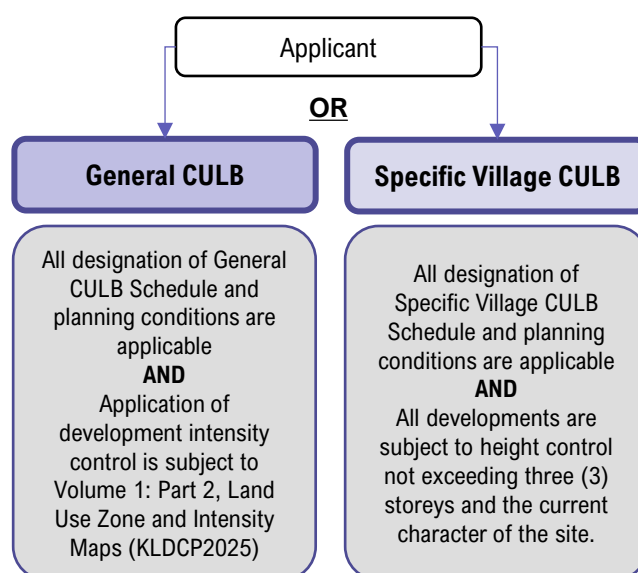 Applicant
OR
General CULB
Specific Village CULB
All designation of General
CULB Schedule and
planning conditions are
applicable
AND
Application of
development intensity
control is subject to
Volume 1: Part 2, Land
Use Zone and Intensity
Maps (KLDCP2025)
All designation of
Specific Village CULB
Schedule and planning
conditions are applicable
AND
All developments are
subject to height control
not exceeding three (3)
storeys and the current
character of the site.